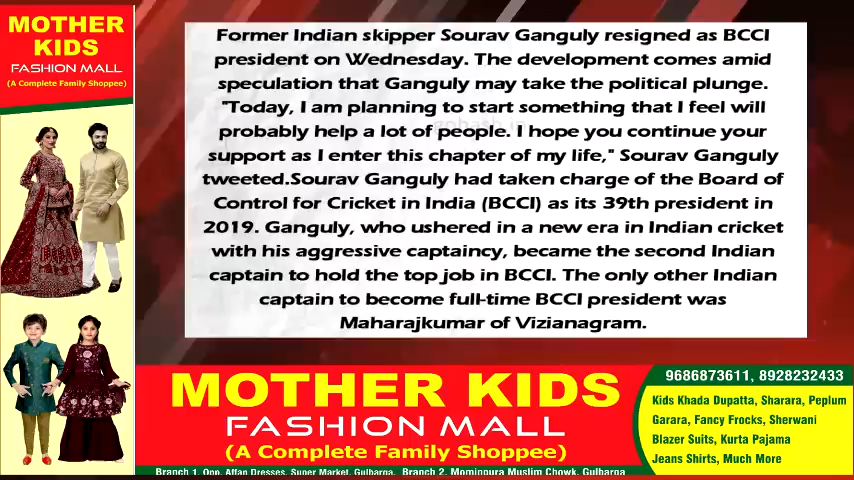 MOTHER
KIDS
FASHION MALL
(A Complete Family Shoppee)
Former Indian skipper Sourav Ganguly resigned as BCCI
president on Wednesday. The development comes amid
speculation that Ganguly may take the political plunge.
"Today, I am planning to start something that I feel will
probably help a lot of people. I hope you continue your
support as I enter this chapter of my life," Sourav Ganguly
tweeted.Sourav Ganguly had taken charge of the Board of
Control for Cricket in India (BCCI) as its 39th president in
2019. Ganguly, who ushered in a new era in Indian cricket
with his aggressive captaincy, became the second Indian
captain to hold the top job in BCCI. The only other Indian
captain to become full-time BCCI president was
Maharajkumar of Vizianagram.
MOTHER KIDS
FASHION MALL
(A Complete Family Shoppee)
Branch 1, Opp. Affan Dresses, Super Market, Gulbarga, Branch 2, Mominpura Muslim Chowk, Gulbarga
9686873611, 8928232433
Kids Khada Dupatta, Sharara, Peplum
Garara, Fancy Frocks, Sherwani
Blazer Suits, Kurta Pajama
Jeans Shirts, Much More